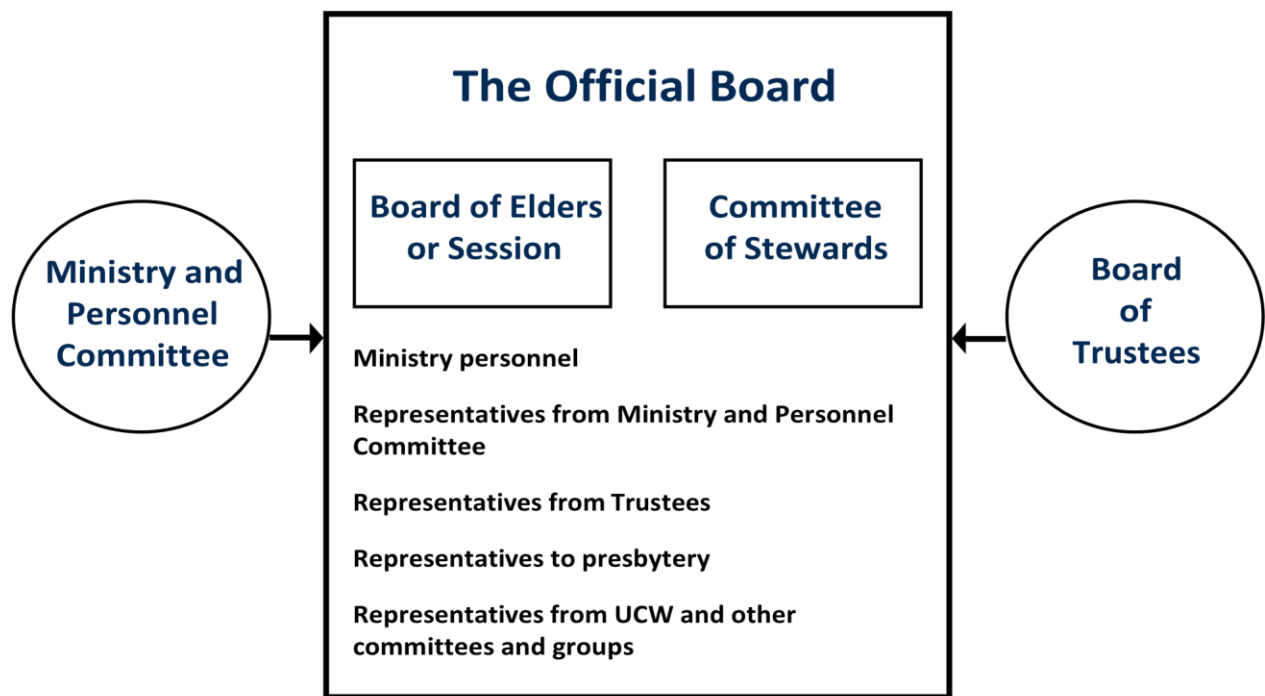 The Official Board
Board of Elders
or Session
Committee
of Stewards
Ministry and
Personnel
Committee
Board
of
Trustees
Ministry personnel
Representatives from Ministry and Personnel
Committee
Representatives from Trustees
Representatives to presbytery
Representatives from UCW and other
committees and groups